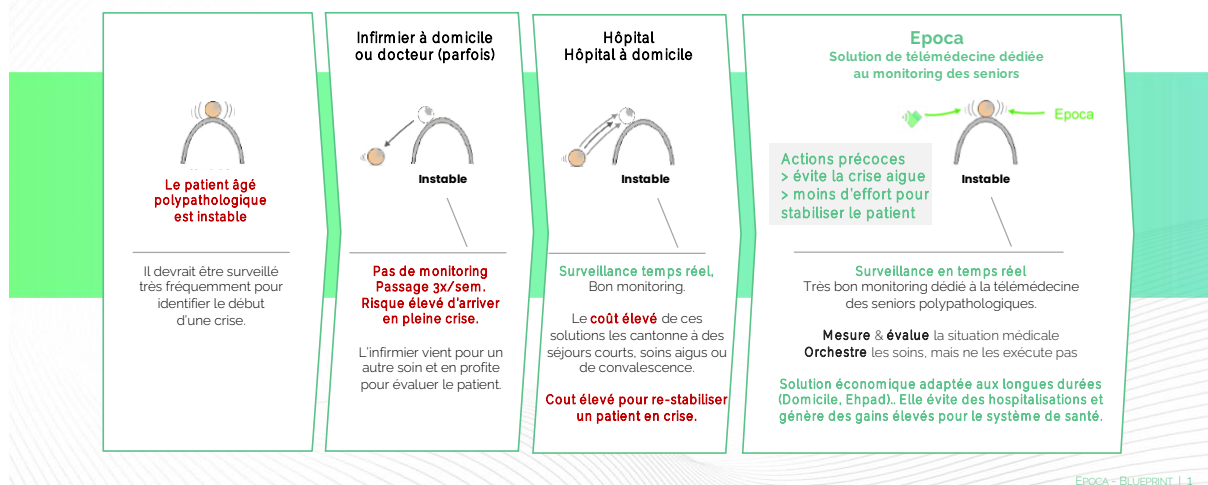 Le patient âgé
polypathologique
est instable
Il devrait être surveillé
très fréquemment pour
identifier le début
d'une crise.
Infirmier à domicile
ou docteur (parfois)
Instable
Pas de monitoring
Passage 3x/sem.
Risque élevé d'arriver
en pleine crise.
L'infirmier vient pour un
autre soin et en profite
pour évaluer le patient.
Hôpital
Hôpital à domicile
Instable
Surveillance temps réel,
Bon monitoring.
Le coût élevé de ces
solutions les cantonne à des
séjours courts, soins aigus ou
de convalescence.
Cout élevé pour re-stabiliser
un patient en crise.
Epoca
Solution de télémédecine dédiée
au monitoring des seniors
Epoca
Actions précoces
> évite la crise aigue
> moins d'effort pour
stabiliser le patient
Instable
Surveillance en temps réel
Très bon monitoring dédié à la télémédecine
des seniors polypathologiques.
Mesure & évalue la situation médicale
Orchestre les soins, mais ne les exécute pas
Solution économique adaptée aux longues durées
(Domicile, Ehpad).. Elle évite des hospitalisations et
génère des gains élevés pour le système de santé.
EPOCA - BLUEPRINT | 1